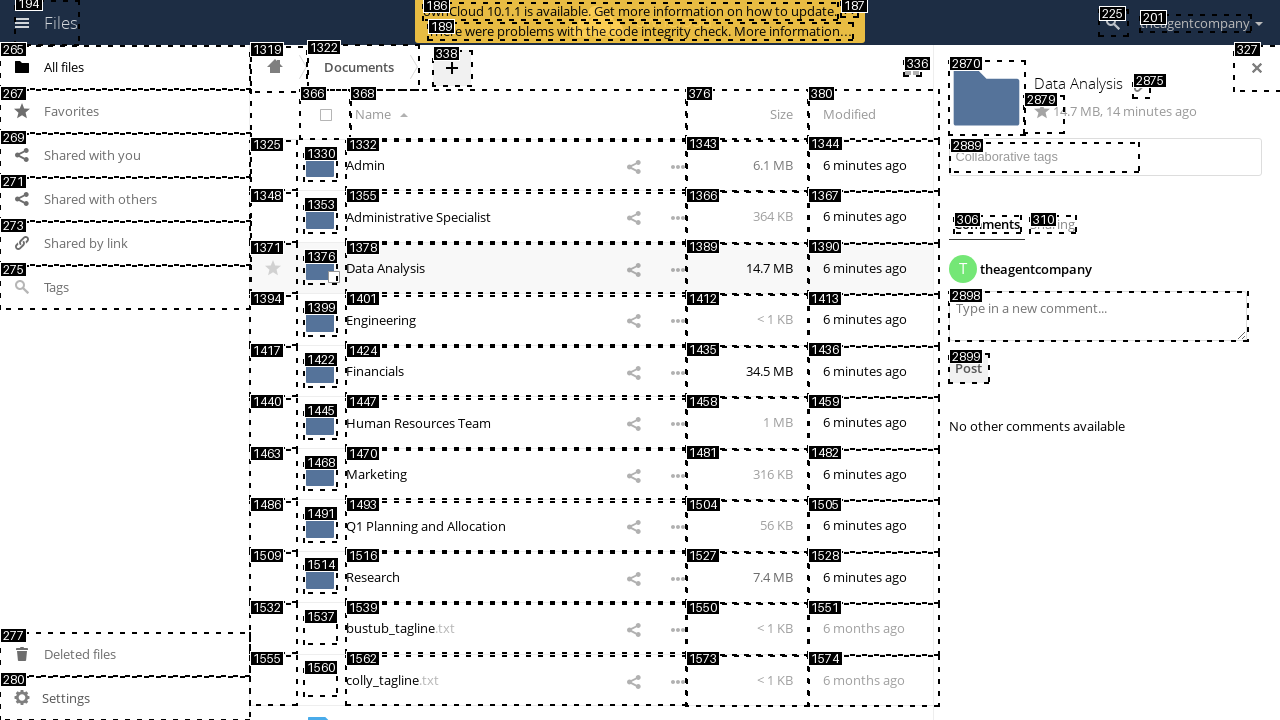 194
Files
186
ownCloud 10.1.1 is available. Get more information on how to update.
187
189
There were problems with the code integrity check. More information…
225
201
theagentcompany
265
All files
267
Favorites
269
Shared with you
271
Shared with others
273
Shared by link
275
Tags
277
Deleted files
280
Settings
1319
1322
Documents
338
+
336
366
368
Name
376
Size
380
Modified
1325
1330
1332
Admin
1343
6.1 MB
1344
6 minutes ago
1348
1353
1355
Administrative Specialist
1366
364 KB
1367
6 minutes ago
1371
1376
1378
Data Analysis
1389
14.7 MB
1390
6 minutes ago
1394
1399
1401
Engineering
1412
< 1 KB
1413
6 minutes ago
1417
1422
1424
Financials
1435
34.5 MB
1436
6 minutes ago
1440
1445
1447
Human Resources Team
1458
1 MB
1459
6 minutes ago
1463
1468
1470
Marketing
1481
316 KB
1482
6 minutes ago
1486
1491
1493
Q1 Planning and Allocation
1504
56 KB
1505
6 minutes ago
1509
1514
1516
Research
1527
7.4 MB
1528
6 minutes ago
1532
1537
1539
bustub_tagline.txt
1550
< 1 KB
1551
6 months ago
1555
1560
1562
colly_tagline.txt
1573
< 1 KB
1574
6 months ago
327
2870
Data Analysis
2875
2879
14.7 MB, 14 minutes ago
2889
Collaborative tags
306
Comments
310
Sharing
T
theagentcompany
2898
Type in a new comment...
2899
Post
No other comments available